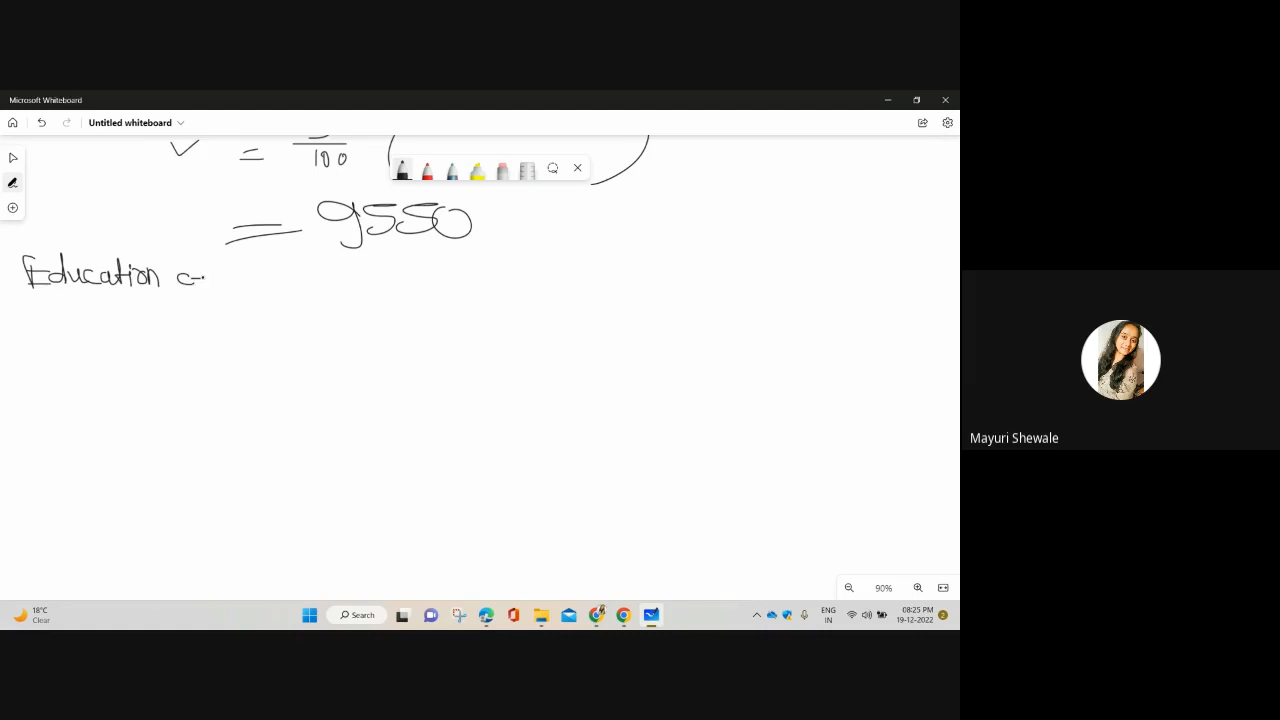 Microsoft Whiteboard
Untitled whiteboard
=
100
= 9550
Education
90%
18°C
Clear
Search
ENG
IN
08:25 PM
19-12-2022
2
Mayuri Shewale